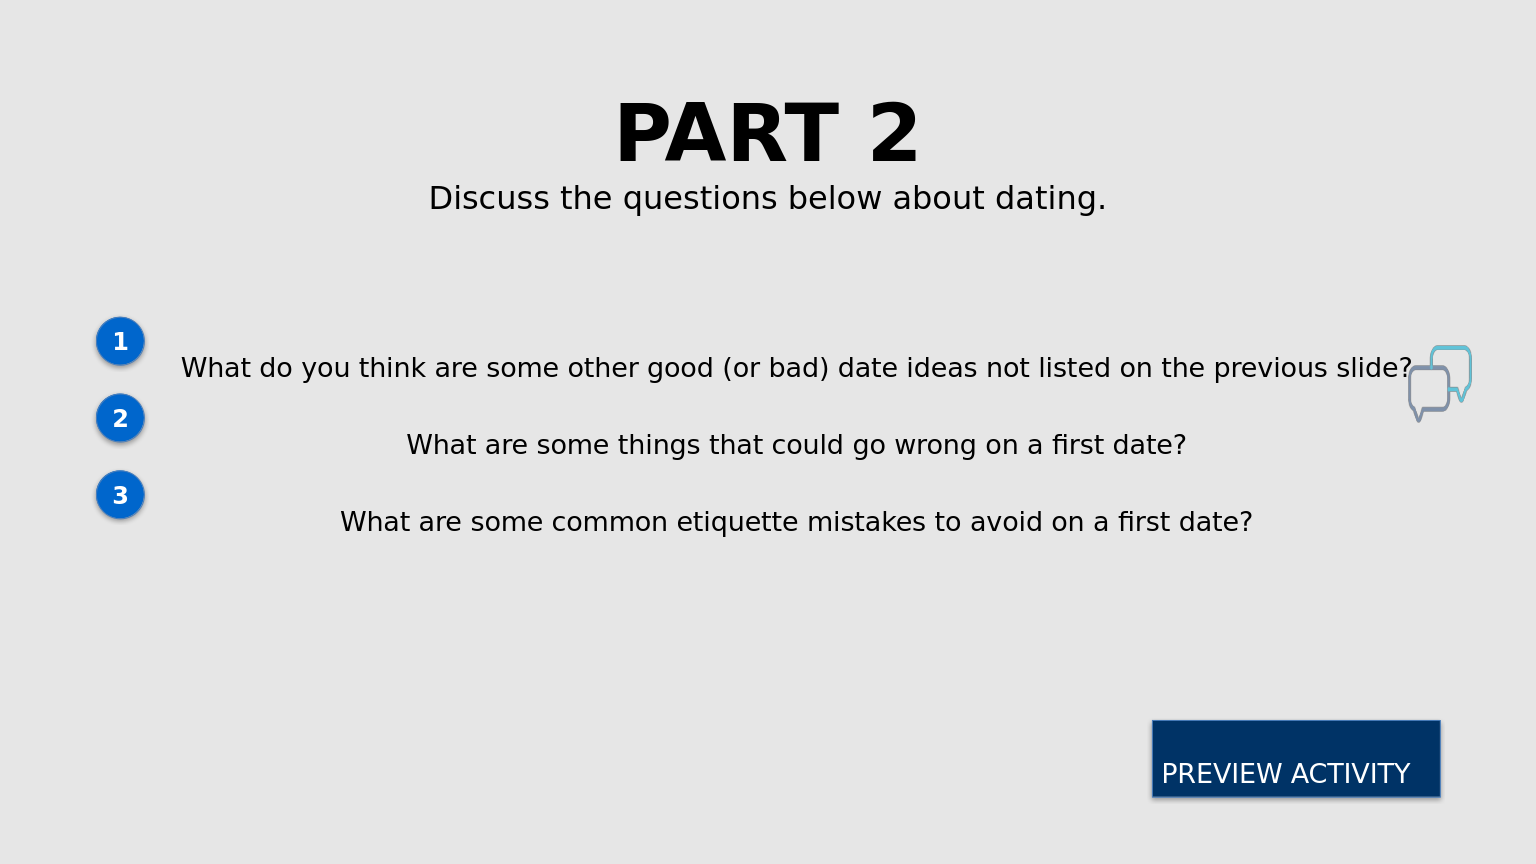 PART 2
Discuss the questions below about dating.
1
What do you think are some other good (or bad) date ideas not listed on the previous slide?
2
What are some things that could go wrong on a first date?
3
What are some common etiquette mistakes to avoid on a first date?
PREVIEW ACTIVITY